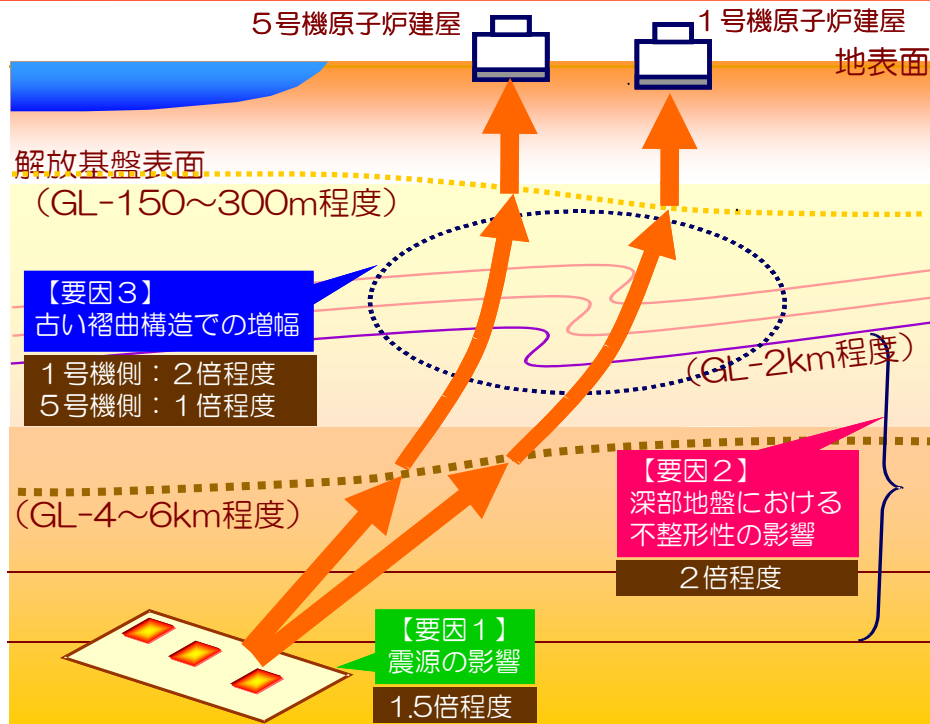 5号機原子炉建屋
1号機原子炉建屋
地表面
解放基盤表面
(GL-150～300m程度)
【要因3】
古い褶曲構造での増幅
1号機側：2倍程度
5号機側：1倍程度
(GL-2km程度)
【要因2】
深部地盤における
不整形性の影響
2倍程度
(GL-4～6km程度)
【要因1】
震源の影響
1.5倍程度